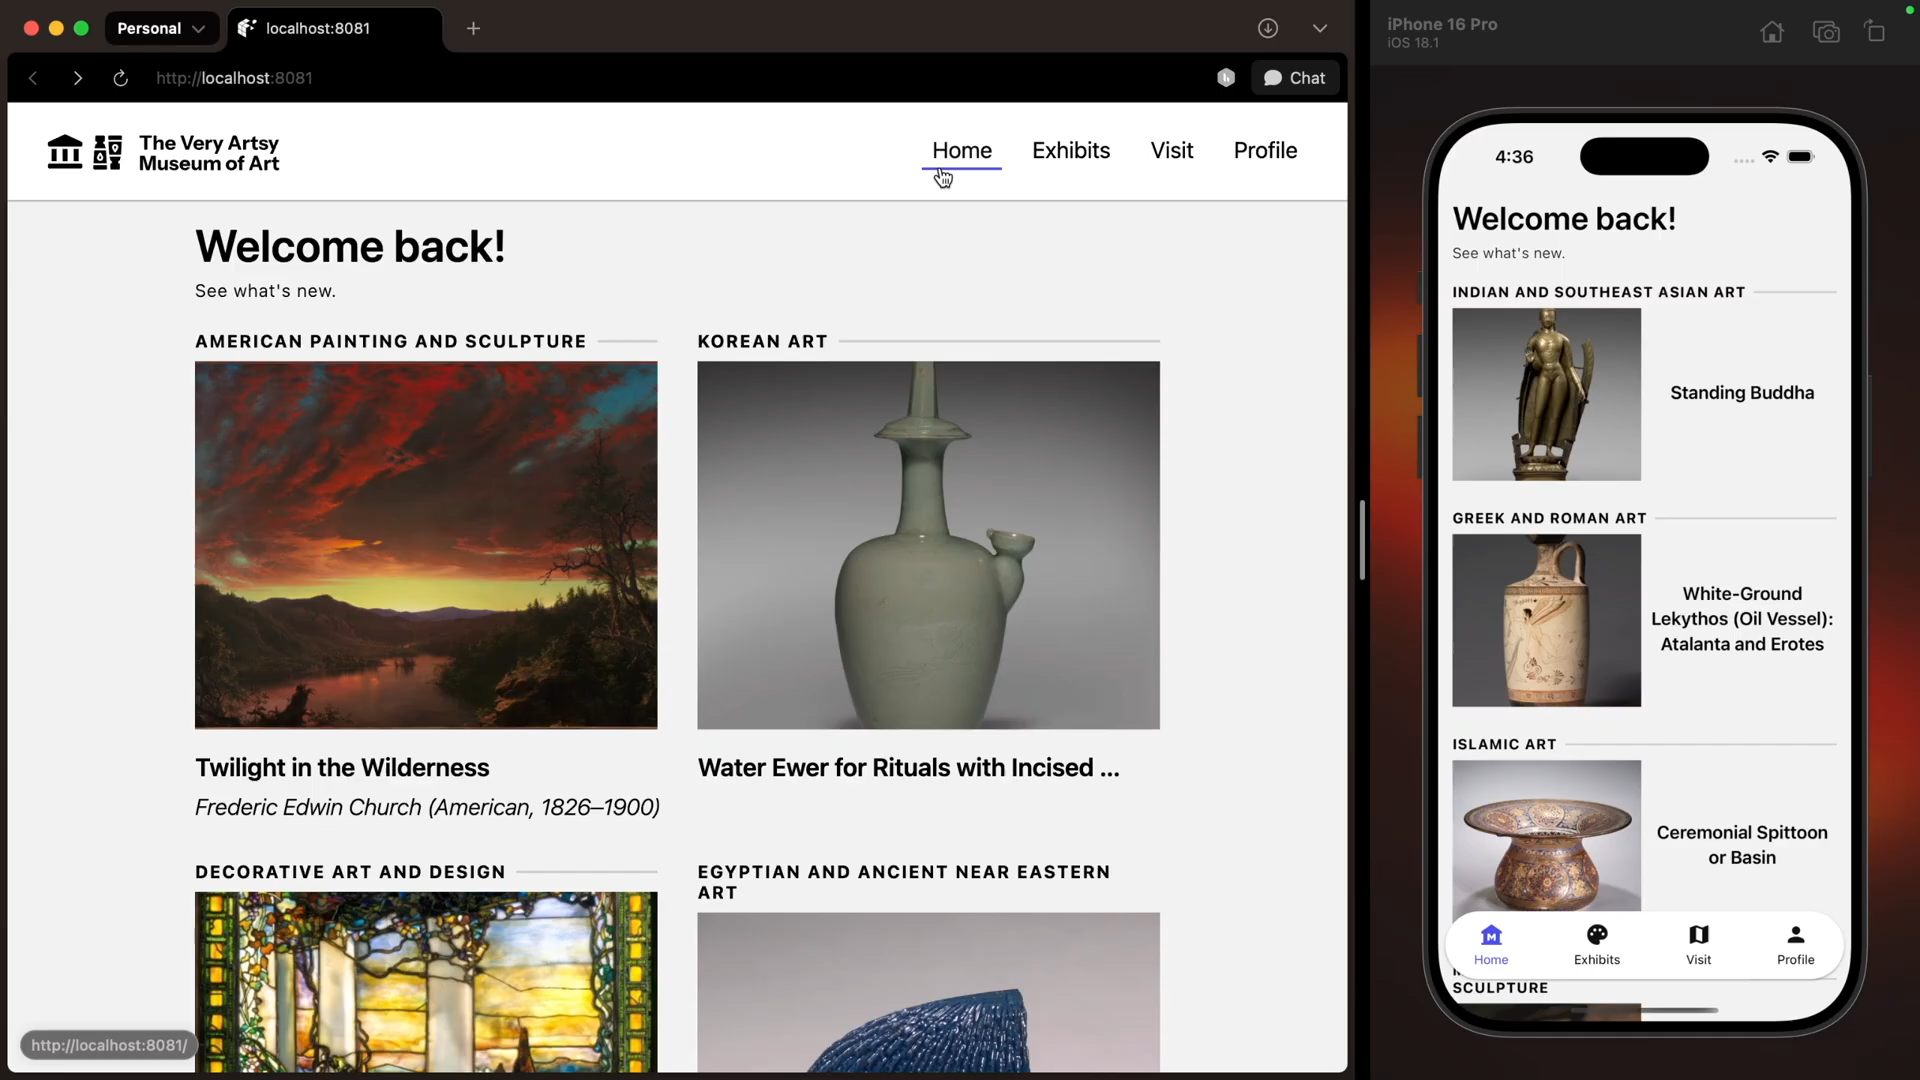 Personal
localhost:8081
http://localhost:8081
Chat
The Very Artsy
Museum of Art
Home
Exhibits
Visit
Profile
Welcome back!
See what's new.
AMERICAN PAINTING AND SCULPTURE
KOREAN ART
Twilight in the Wilderness
Frederic Edwin Church (American, 1826–1900)
Water Ewer for Rituals with Incised ...
DECORATIVE ART AND DESIGN
EGYPTIAN AND ANCIENT NEAR EASTERN
ART
http://localhost:8081/
iPhone 16 Pro
iOS 18.1
4:36
Welcome back!
See what's new.
INDIAN AND SOUTHEAST ASIAN ART
Standing Buddha
GREEK AND ROMAN ART
White-Ground
Lekythos (Oil Vessel):
Atalanta and Erotes
ISLAMIC ART
Ceremonial Spittoon
or Basin
M
Home
Exhibits
Visit
Profile
SCULPTURE